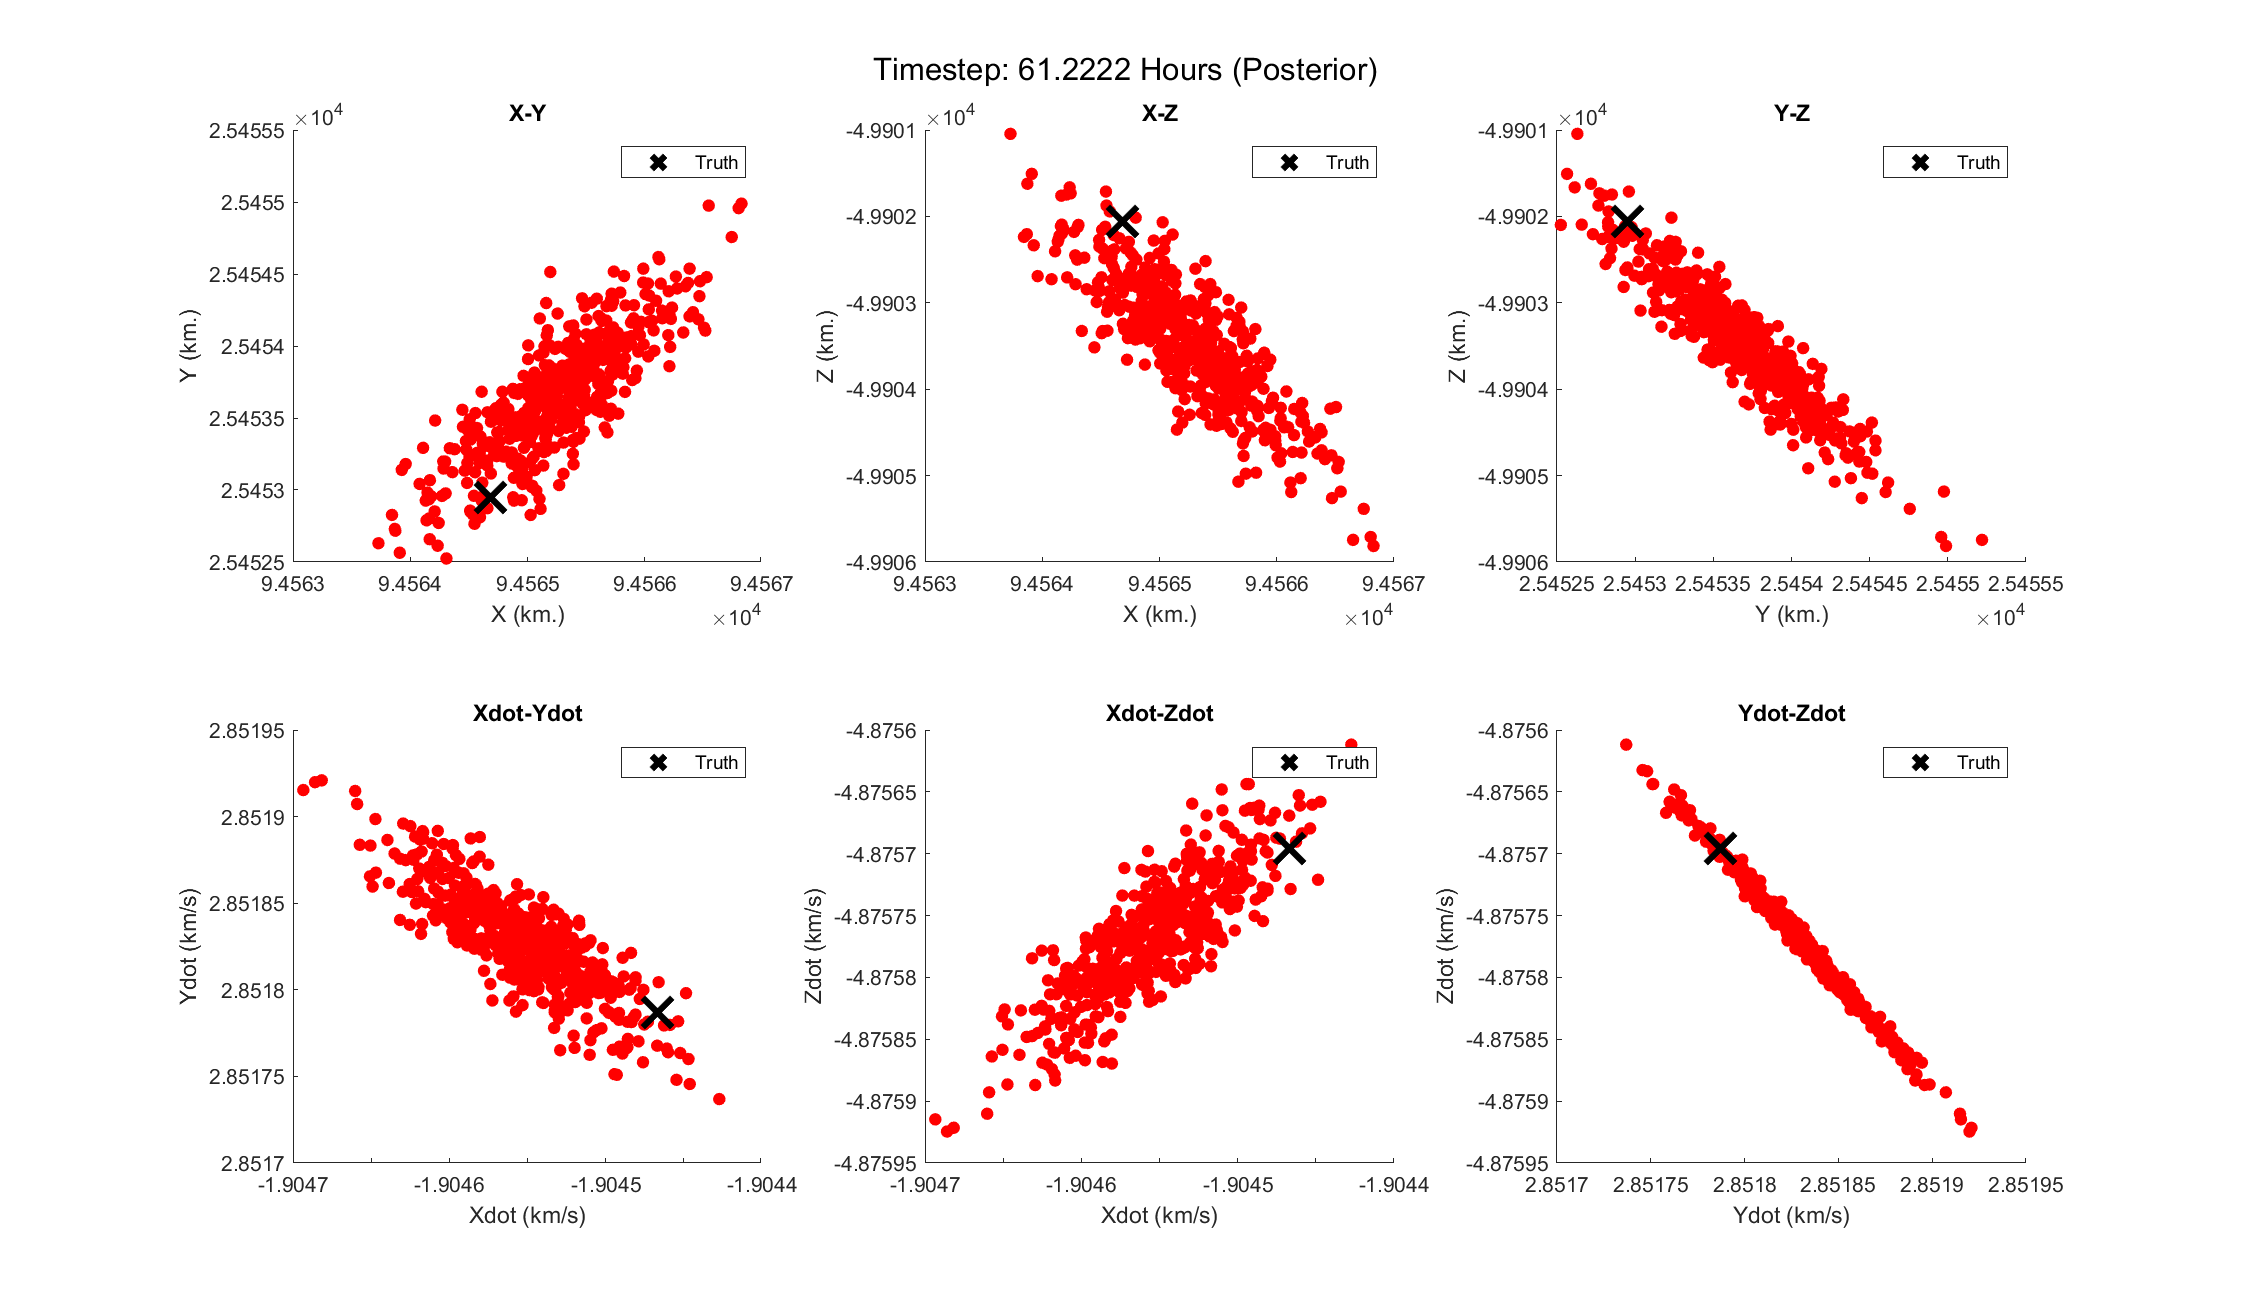 Timestep: 61.2222 Hours (Posterior)
X-Y
×10^4
2.54555
2.5455
2.54545
2.5454
2.54535
2.5453
2.54525
Y (km.)
Truth
9.4563 9.4564 9.4565 9.4566 9.4567
X (km.)
×10^4
X-Z
×10^4
-4.9901
-4.9902
-4.9903
-4.9904
-4.9905
-4.9906
Z (km.)
Truth
9.4563 9.4564 9.4565 9.4566 9.4567
X (km.)
×10^4
Y-Z
×10^4
-4.9901
-4.9902
-4.9903
-4.9904
-4.9905
-4.9906
Z (km.)
Truth
2.54525 2.5453 2.54535 2.5454 2.54545 2.5455 2.54555
Y (km.)
×10^4
Xdot-Ydot
2.85195
2.8519
2.85185
2.8518
2.85175
2.8517
Ydot (km/s)
Truth
-1.9047 -1.9046 -1.9045 -1.9044
Xdot (km/s)
Xdot-Zdot
-4.8756
-4.87565
-4.8757
-4.87575
-4.8758
-4.87585
-4.8759
-4.87595
Zdot (km/s)
Truth
-1.9047 -1.9046 -1.9045 -1.9044
Xdot (km/s)
Ydot-Zdot
-4.8756
-4.87565
-4.8757
-4.87575
-4.8758
-4.87585
-4.8759
-4.87595
Zdot (km/s)
Truth
2.8517 2.85175 2.8518 2.85185 2.8519 2.85195
Ydot (km/s)